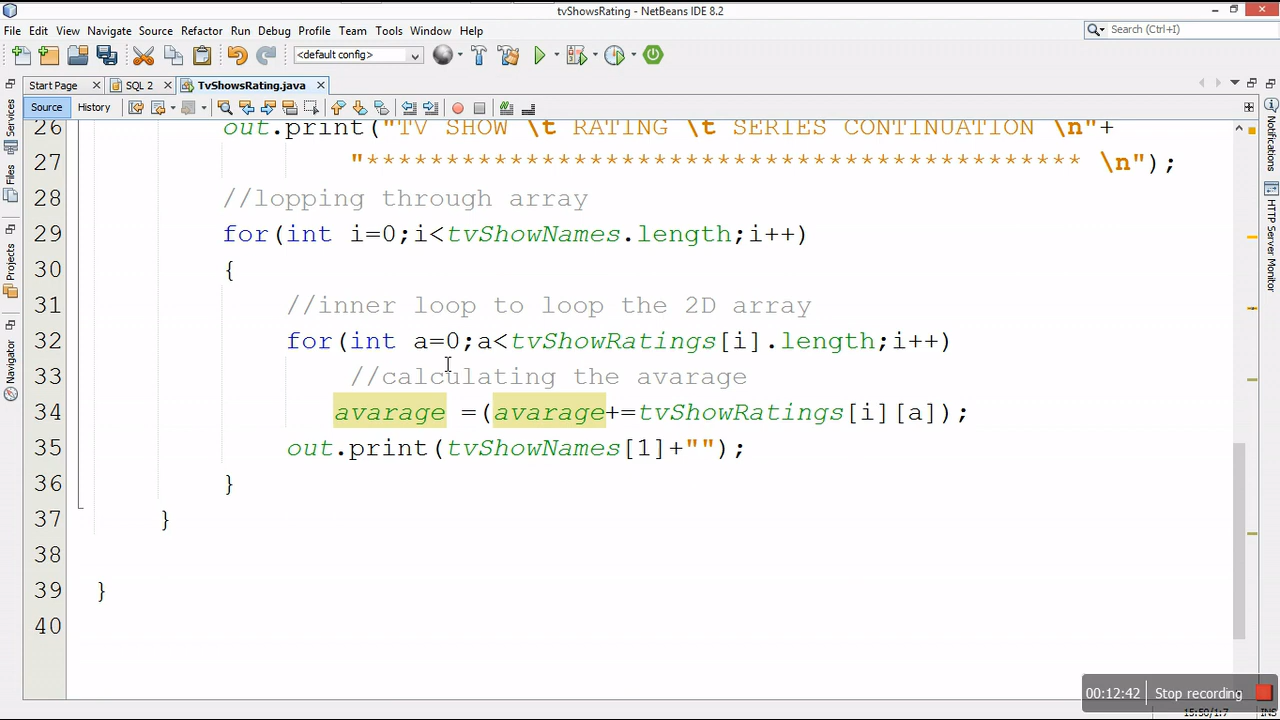 tvShowsRating - NetBeans IDE 8.2
File Edit View Navigate Source Refactor Run Debug Profile Team Tools Window Help
Search (Ctrl+I)
<default config>
Start Page SQL 2 TvShowsRating.java
Source History
Services
Files
Projects
Navigator
Notifications
HTTP Server Monitor
26 out.print("TV SHOW \t RATING \t SERIES CONTINUATION \n"+
27 "********************************************* \n");
28 //lopping through array
29 for(int i=0;i<tvShowNames.length;i++)
30 {
31 //inner loop to loop the 2D array
32 for(int a=0;a<tvShowRatings[i].length;i++)
33 //calculating the avarage
34 avarage =(avarage+=tvShowRatings[i][a]);
35 out.print(tvShowNames[1]+"");
36 }
37 }
38
39 }
40
00:12:42 Stop recording
15:50/1:7 INS